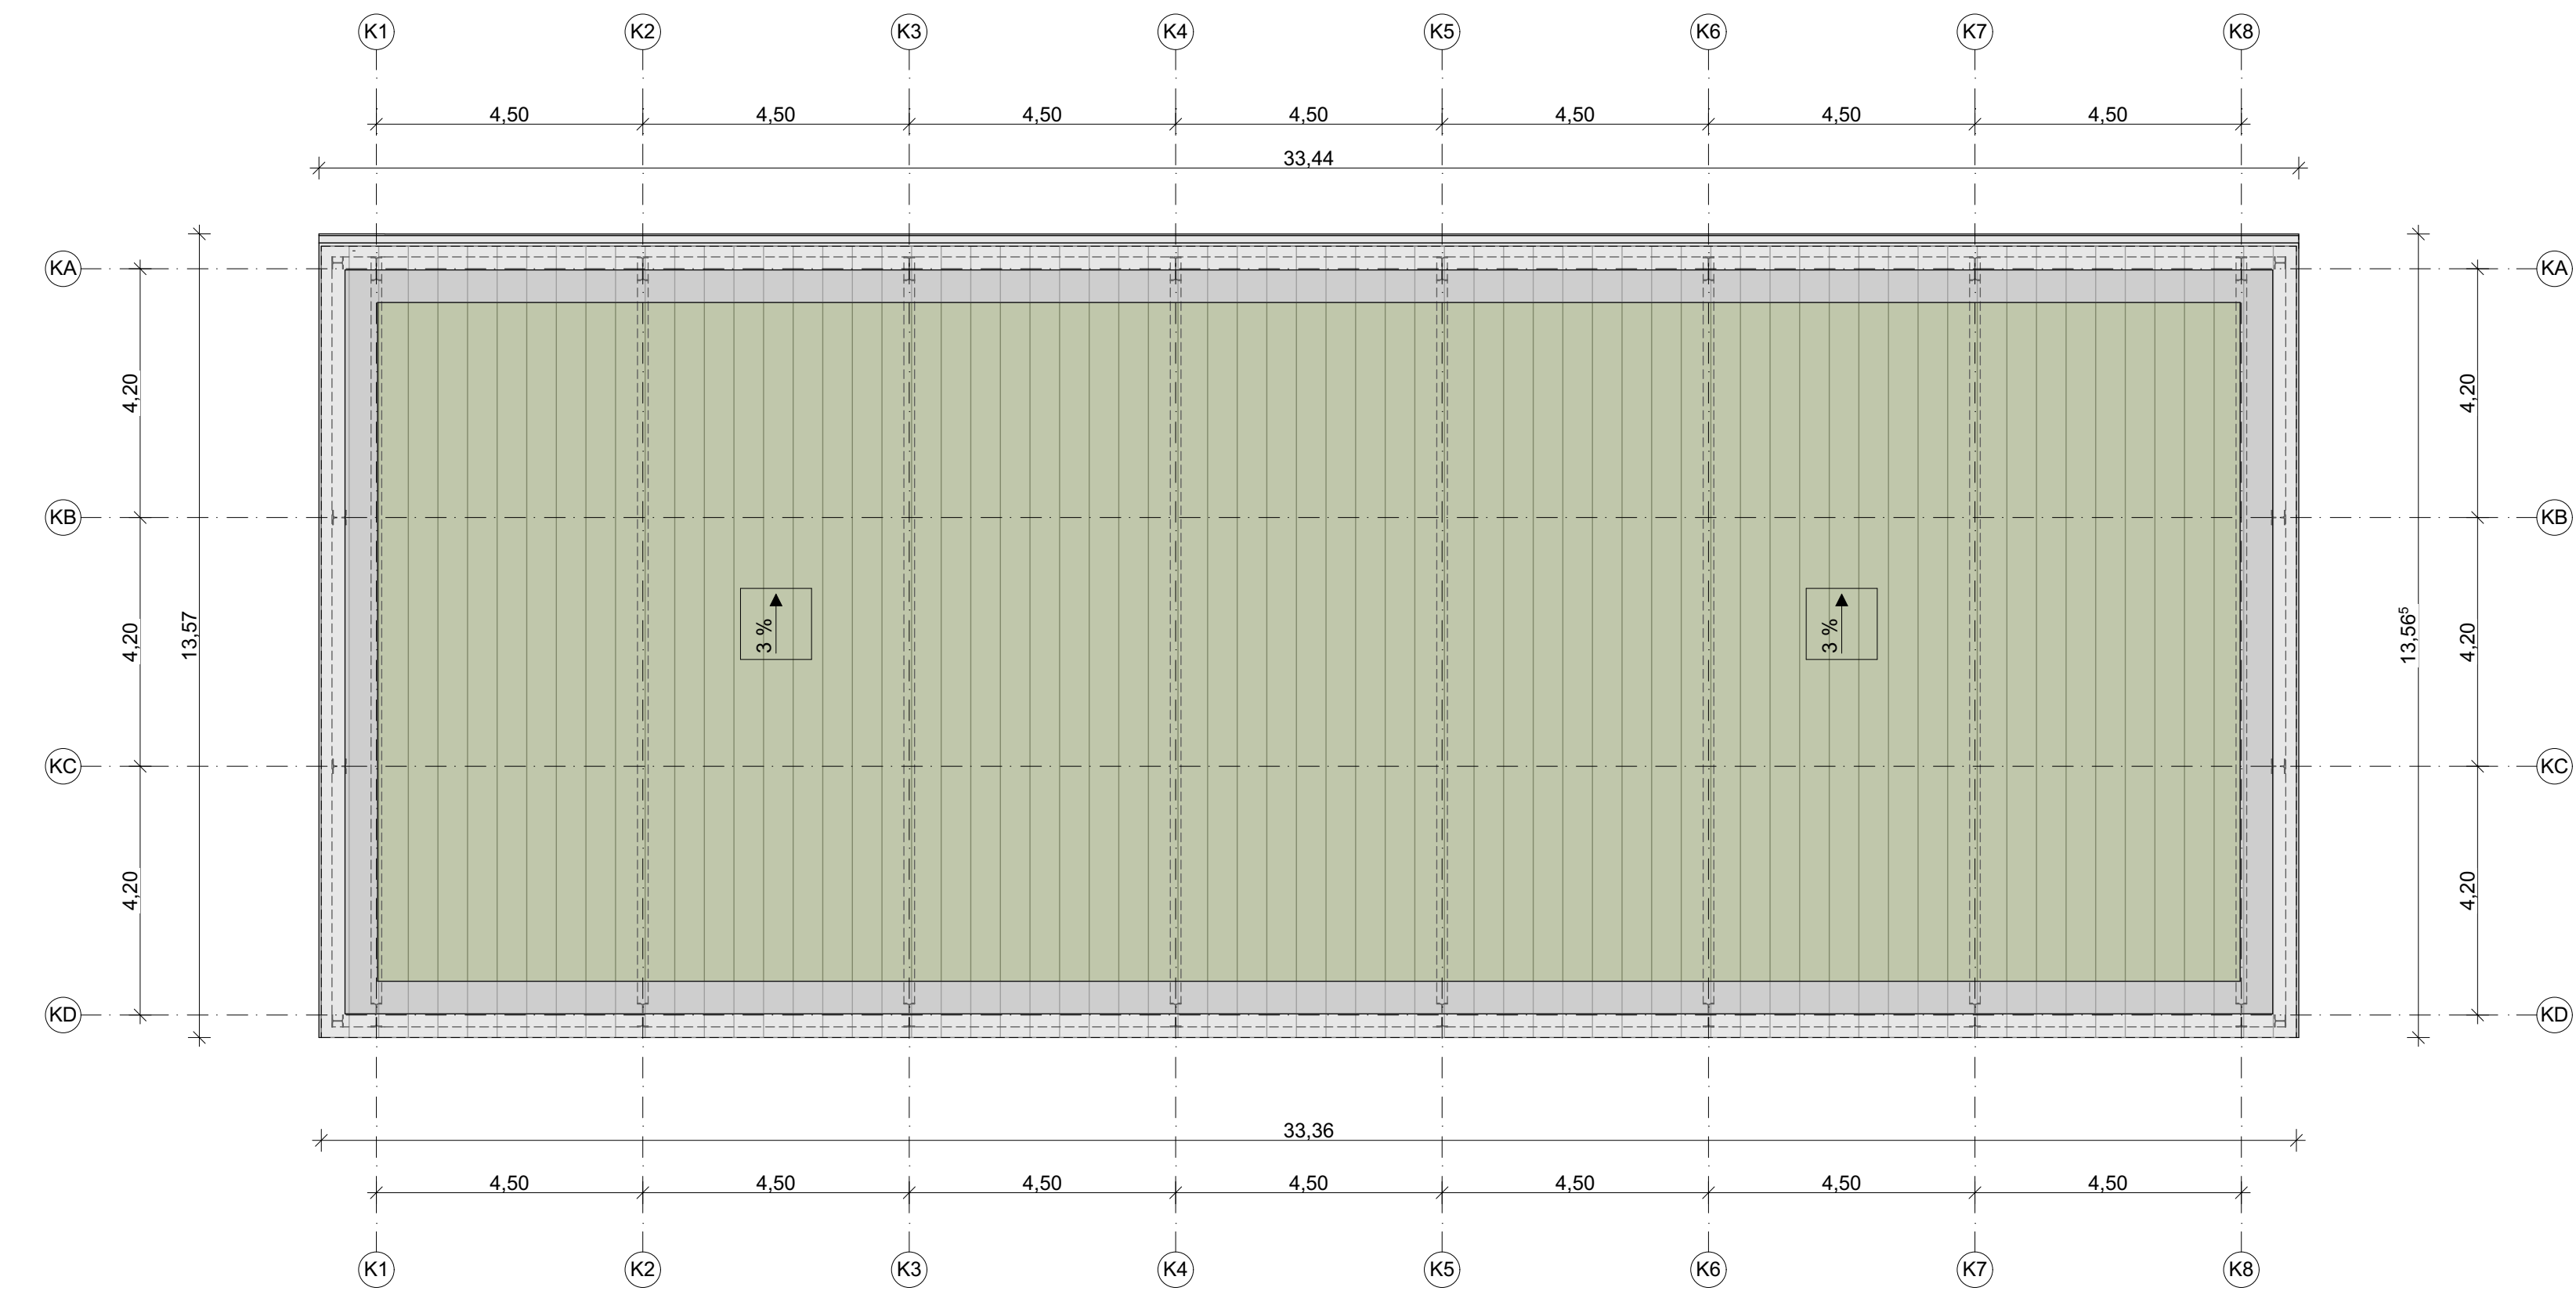 K1 K2 K3 K4 K5 K6 K7 K8
4,50 4,50 4,50 4,50 4,50 4,50 4,50
33,44
KA KA
4,20 4,20
KB KB
3 % 3 %
4,20 13,57 13,56⁵ 4,20
KC KC
4,20 4,20
KD KD
33,36
4,50 4,50 4,50 4,50 4,50 4,50 4,50
K1 K2 K3 K4 K5 K6 K7 K8